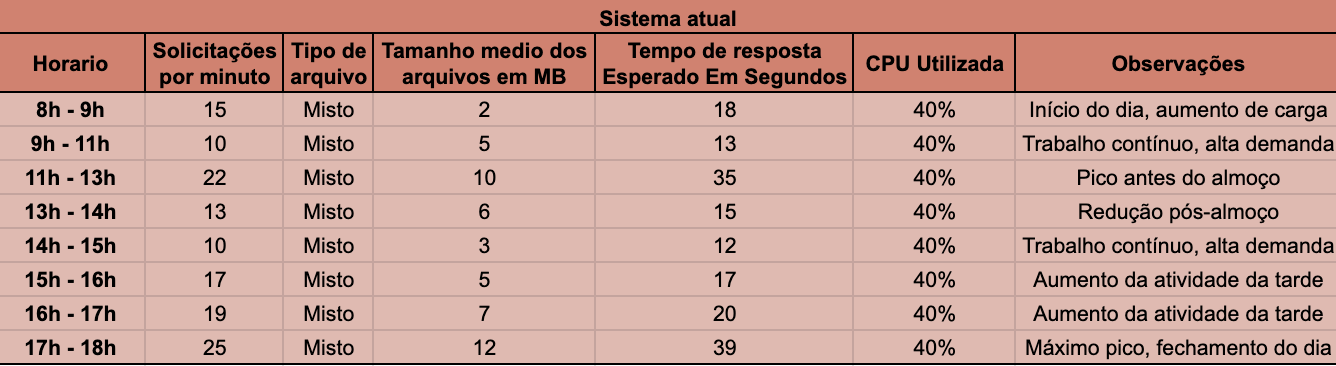 Sistema atual
Horario Solicitações por minuto Tipo de arquivo Tamanho medio dos arquivos em MB Tempo de resposta Esperado Em Segundos CPU Utilizada Observações
8h - 9h 15 Misto 2 18 40% Início do dia, aumento de carga
9h - 11h 10 Misto 5 13 40% Trabalho contínuo, alta demanda
11h - 13h 22 Misto 10 35 40% Pico antes do almoço
13h - 14h 13 Misto 6 15 40% Redução pós-almoço
14h - 15h 10 Misto 3 12 40% Trabalho contínuo, alta demanda
15h - 16h 17 Misto 5 17 40% Aumento da atividade da tarde
16h - 17h 19 Misto 7 20 40% Aumento da atividade da tarde
17h - 18h 25 Misto 12 39 40% Máximo pico, fechamento do dia